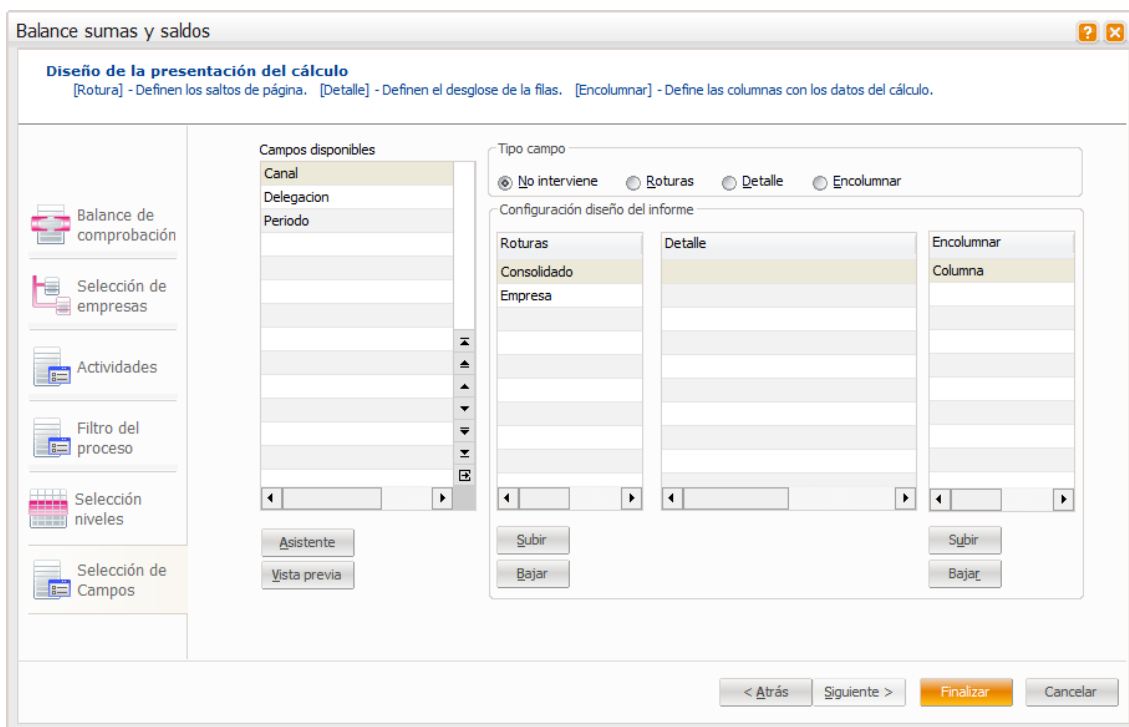 Balance sumas y saldos
Diseño de la presentación del cálculo
[Rotura] - Definen los saltos de página. [Detalle] - Definen el desglose de la filas. [Encolumnar] - Define las columnas con los datos del cálculo.
Balance de
comprobación
Selección de
empresas
Actividades
Filtro del
proceso
Selección
niveles
Selección de
Campos
Campos disponibles
Canal
Delegacion
Periodo
Asistente
Vista previa
Tipo campo
No interviene Roturas Detalle Encolumnar
Configuración diseño del informe
Roturas Detalle Encolumnar
Consolidado Columna
Empresa
Subir Subir
Bajar Bajar
< Atrás Siguiente > Finalizar Cancelar